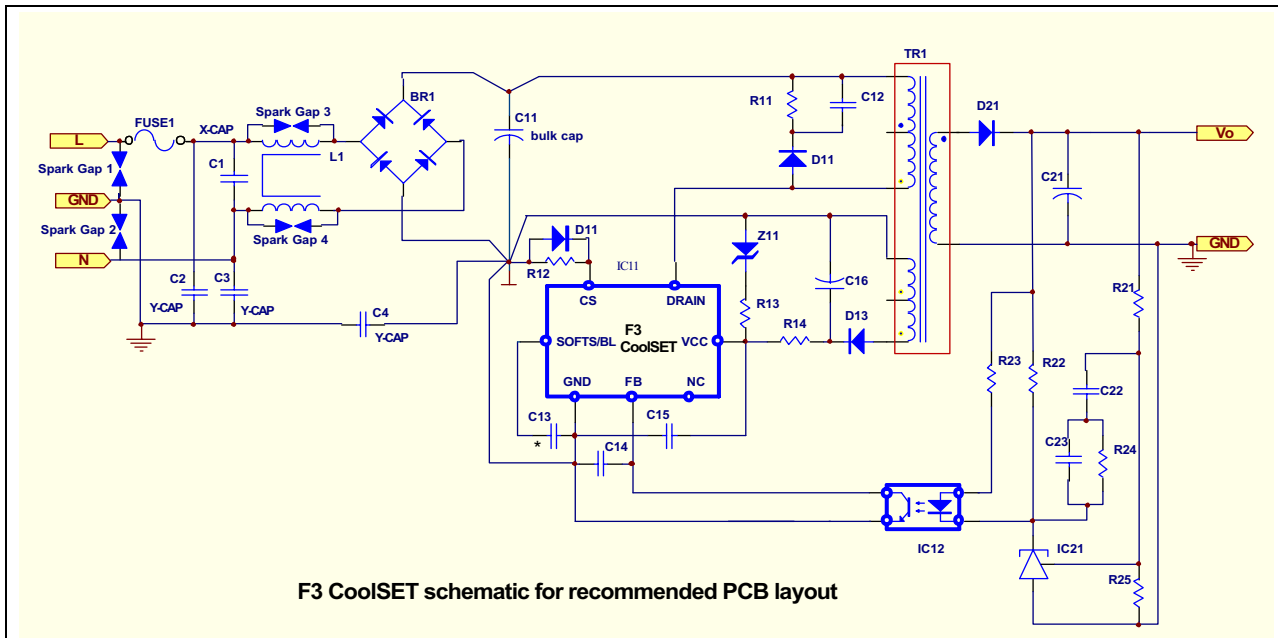 TR1
BR1
R11
C12
D21
Spark Gap 3
C11
FUSE1
bulk cap
X-CAP
L
Vo
L1
C1
D11
Spark Gap 1
C21
GND
Spark Gap 2
Spark Gap 4
D11
Z11
GND
N
IC11
R12
C2
C3
CS
DRAIN
C16
R21
Y-CAP
Y-CAP
R13
C4
F3
D13
R14
Y-CAP
SOFTS/BL
CoolSET
VCC
R23
R22
GND
FB
NC
C22
C13
C15
*
C23
R24
C14
IC12
IC21
R25
F3 CoolSET schematic for recommended PCB layout